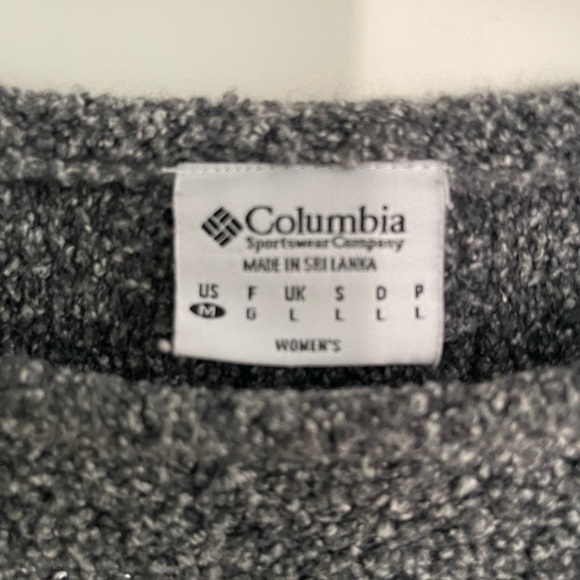 Columbia
Sportswear Company
MADE IN SRI LANKA
US F UK S D P
M G L L L L
WOMEN'S